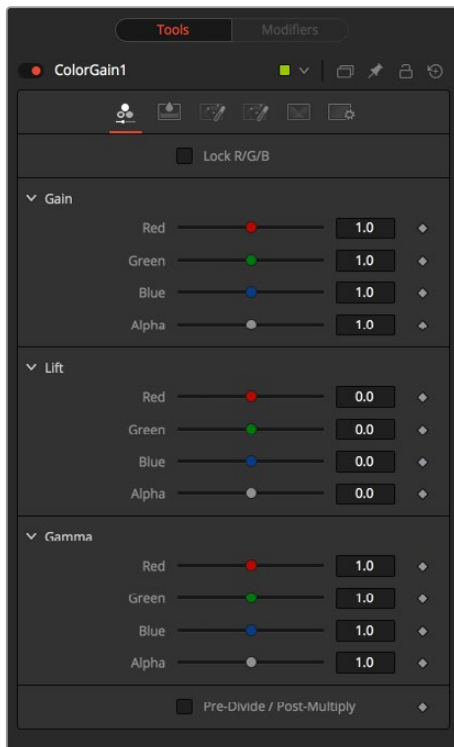 Tools Modifiers
ColorGain1
Lock R/G/B
Gain
Red 1.0
Green 1.0
Blue 1.0
Alpha 1.0
Lift
Red 0.0
Green 0.0
Blue 0.0
Alpha 0.0
Gamma
Red 1.0
Green 1.0
Blue 1.0
Alpha 1.0
Pre-Divide / Post-Multiply